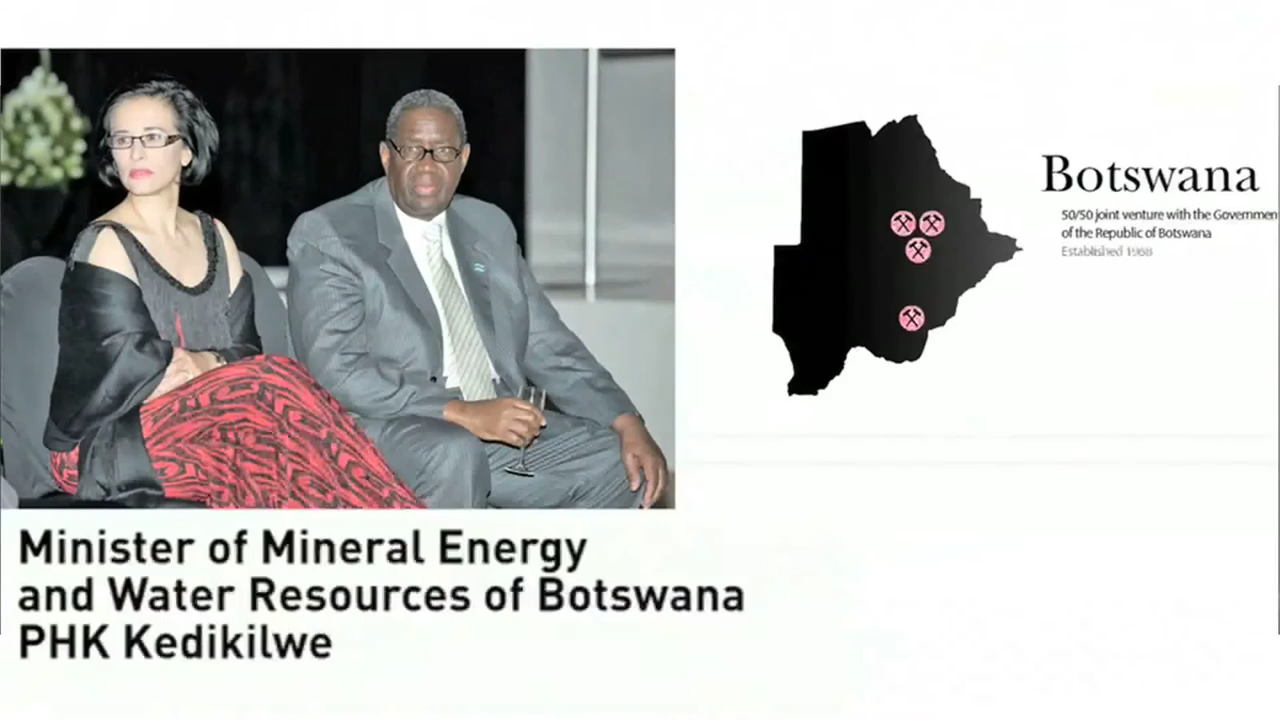 Botswana
50/50 joint venture with the Governmen
of the Republic of Botswana
Established 1968
Minister of Mineral Energy
and Water Resources of Botswana
PHK Kedikilwe